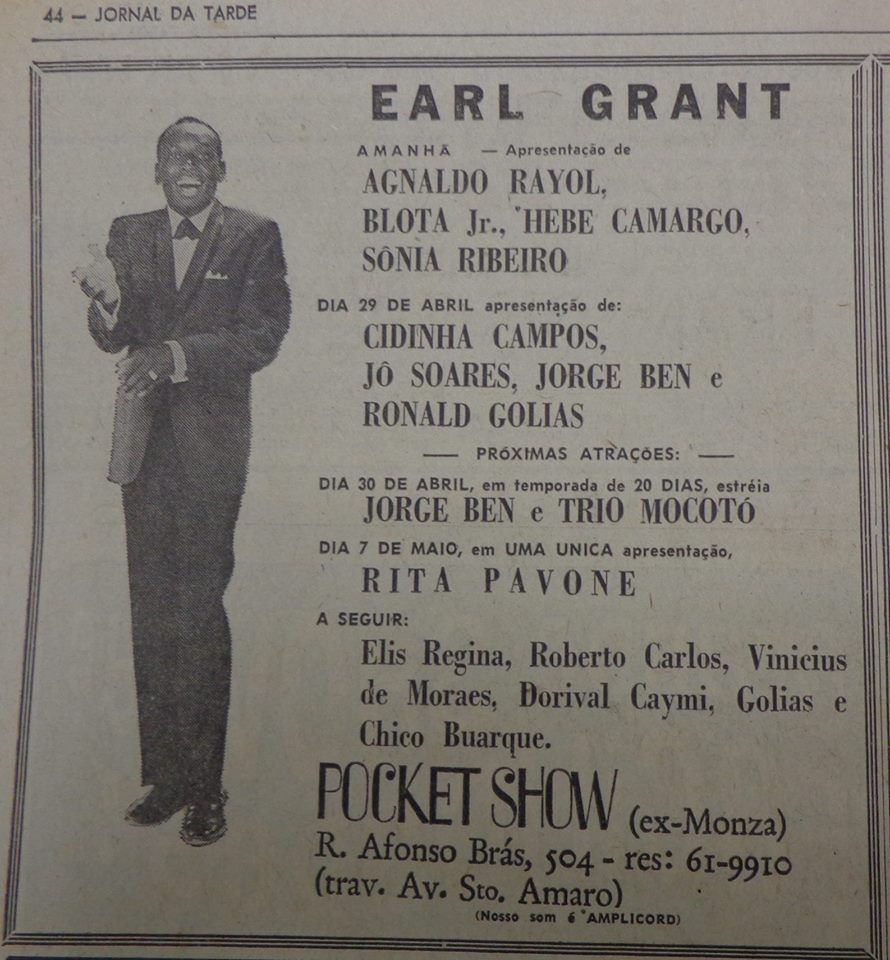 44 — JORNAL DA TARDE
EARL GRANT
AMANHÃ — Apresentação de
AGNALDO RAYOL,
BLOTA Jr., HEBE CAMARGO,
SÔNIA RIBEIRO
DIA 29 DE ABRIL apresentação de:
CIDINHA CAMPOS,
JÔ SOARES, JORGE BEN e
RONALD GOLIAS
— PRÓXIMAS ATRAÇÕES: —
DIA 30 DE ABRIL, em temporada de 20 DIAS, estréia
JORGE BEN e TRIO MOCOTÓ
DIA 7 DE MAIO, em UMA UNICA apresentação,
RITA PAVONE
A SEGUIR:
Elis Regina, Roberto Carlos, Vinicius
de Moraes, Dorival Caymi, Golias e
Chico Buarque.
POCKET SHOW (ex-Monza)
R. Afonso Brás, 504 - res: 61-9910
(trav. Av. Sto. Amaro)
(Nosso som é AMPLICORD)